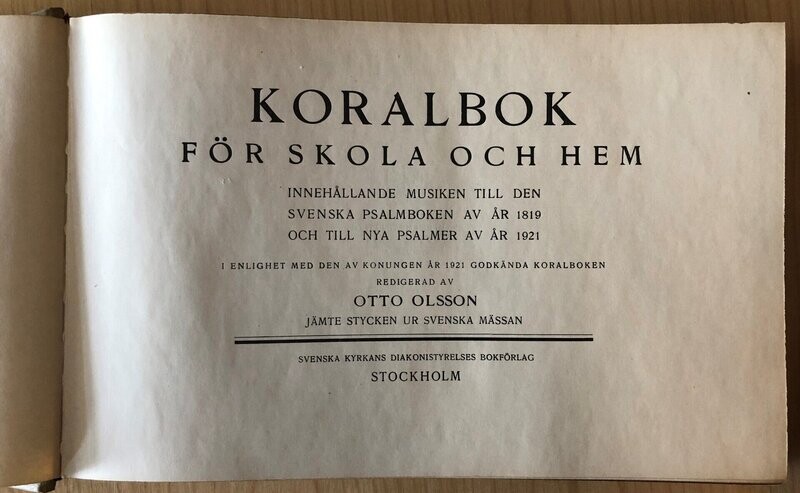 KORALBOK
FÖR SKOLA OCH HEM
INNEHÅLLANDE MUSIKEN TILL DEN
SVENSKA PSALMBOKEN AV ÅR 1819
OCH TILL NYA PSALMER AV ÅR 1921
I ENLIGHET MED DEN AV KONUNGEN ÅR 1921 GODKÄNDA KORALBOKEN
REDIGERAD AV
OTTO OLSSON
JÄMTE STYCKEN UR SVENSKA MÄSSAN
SVENSKA KYRKANS DIAKONISTYRELSES BOKFÖRLAG
STOCKHOLM